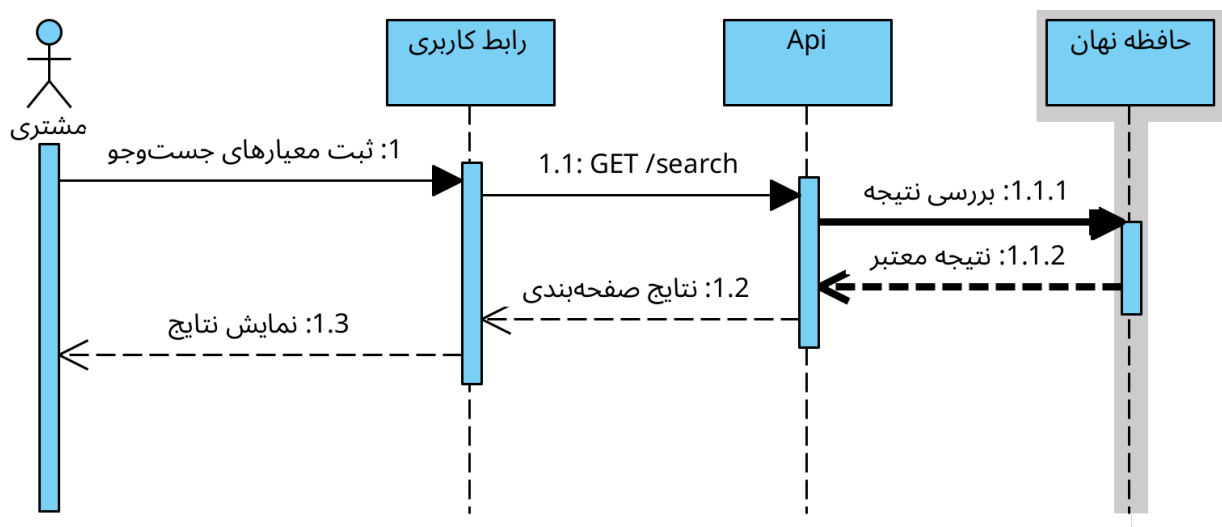 رابط کاربری
Api
حافظه نهان
مشتری
1: ثبت معیارهای جست‌وجو
1.1: GET /search
1.1.1: بررسی نتیجه
1.1.2: نتیجه معتبر
1.2: نتایج صفحه‌بندی
1.3: نمایش نتایج